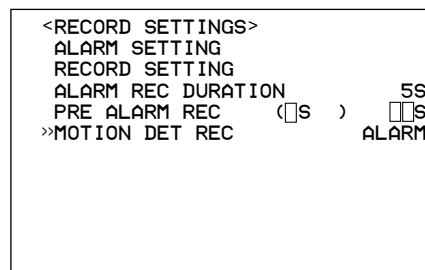 <RECORD SETTINGS>
ALARM SETTING
RECORD SETTING
ALARM REC DURATION 5S
PRE ALARM REC (▯S ) ▯▯S
»MOTION DET REC ALARM